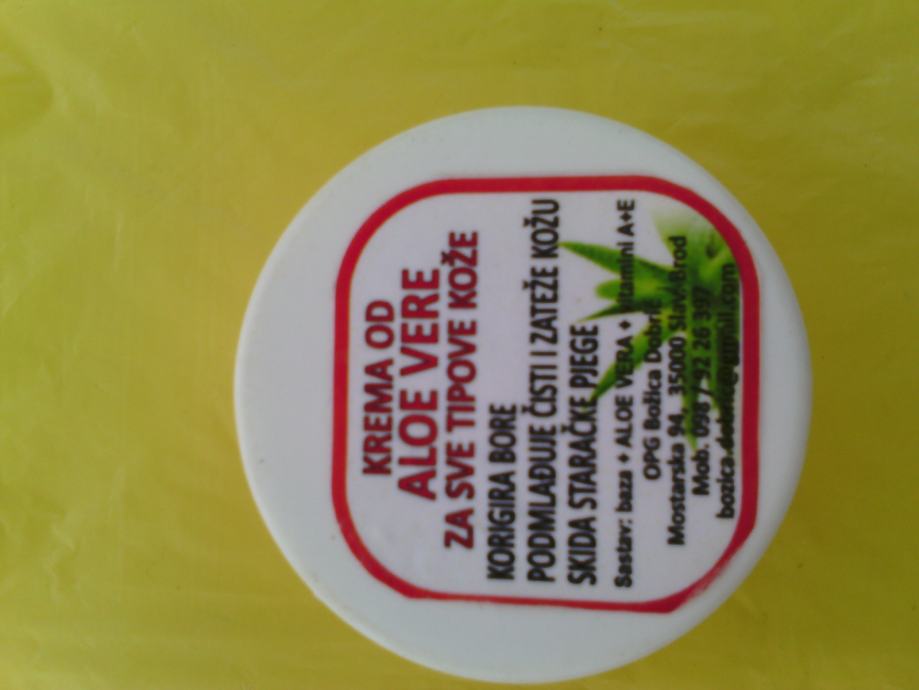 KREMA OD
ALOE VERE
ZA SVE TIPOVE KOŽE
KORIGIRA BORE
PODMLAĐUJE ČISTI I ZATEŽE KOŽU
SKIDA STARAČKE PJEGE
Sastav: baza + ALOE VERA + vitamini A+E
OPG Božica
Mostarska 94, 35000 Slav. Brod
Mob.